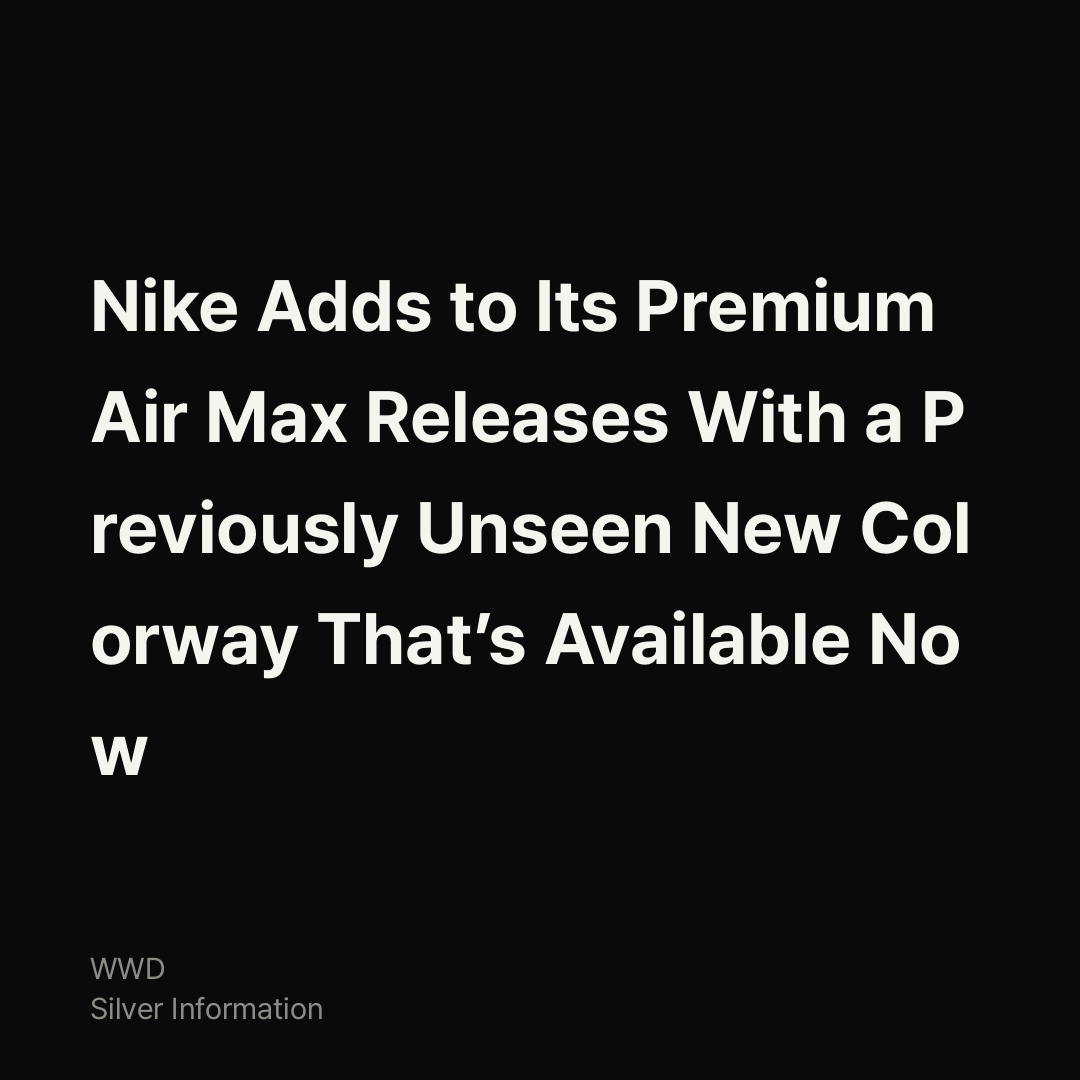 Nike Adds to Its Premium
Air Max Releases With a P
reviously Unseen New Col
orway That’s Available No
w
WWD
Silver Information